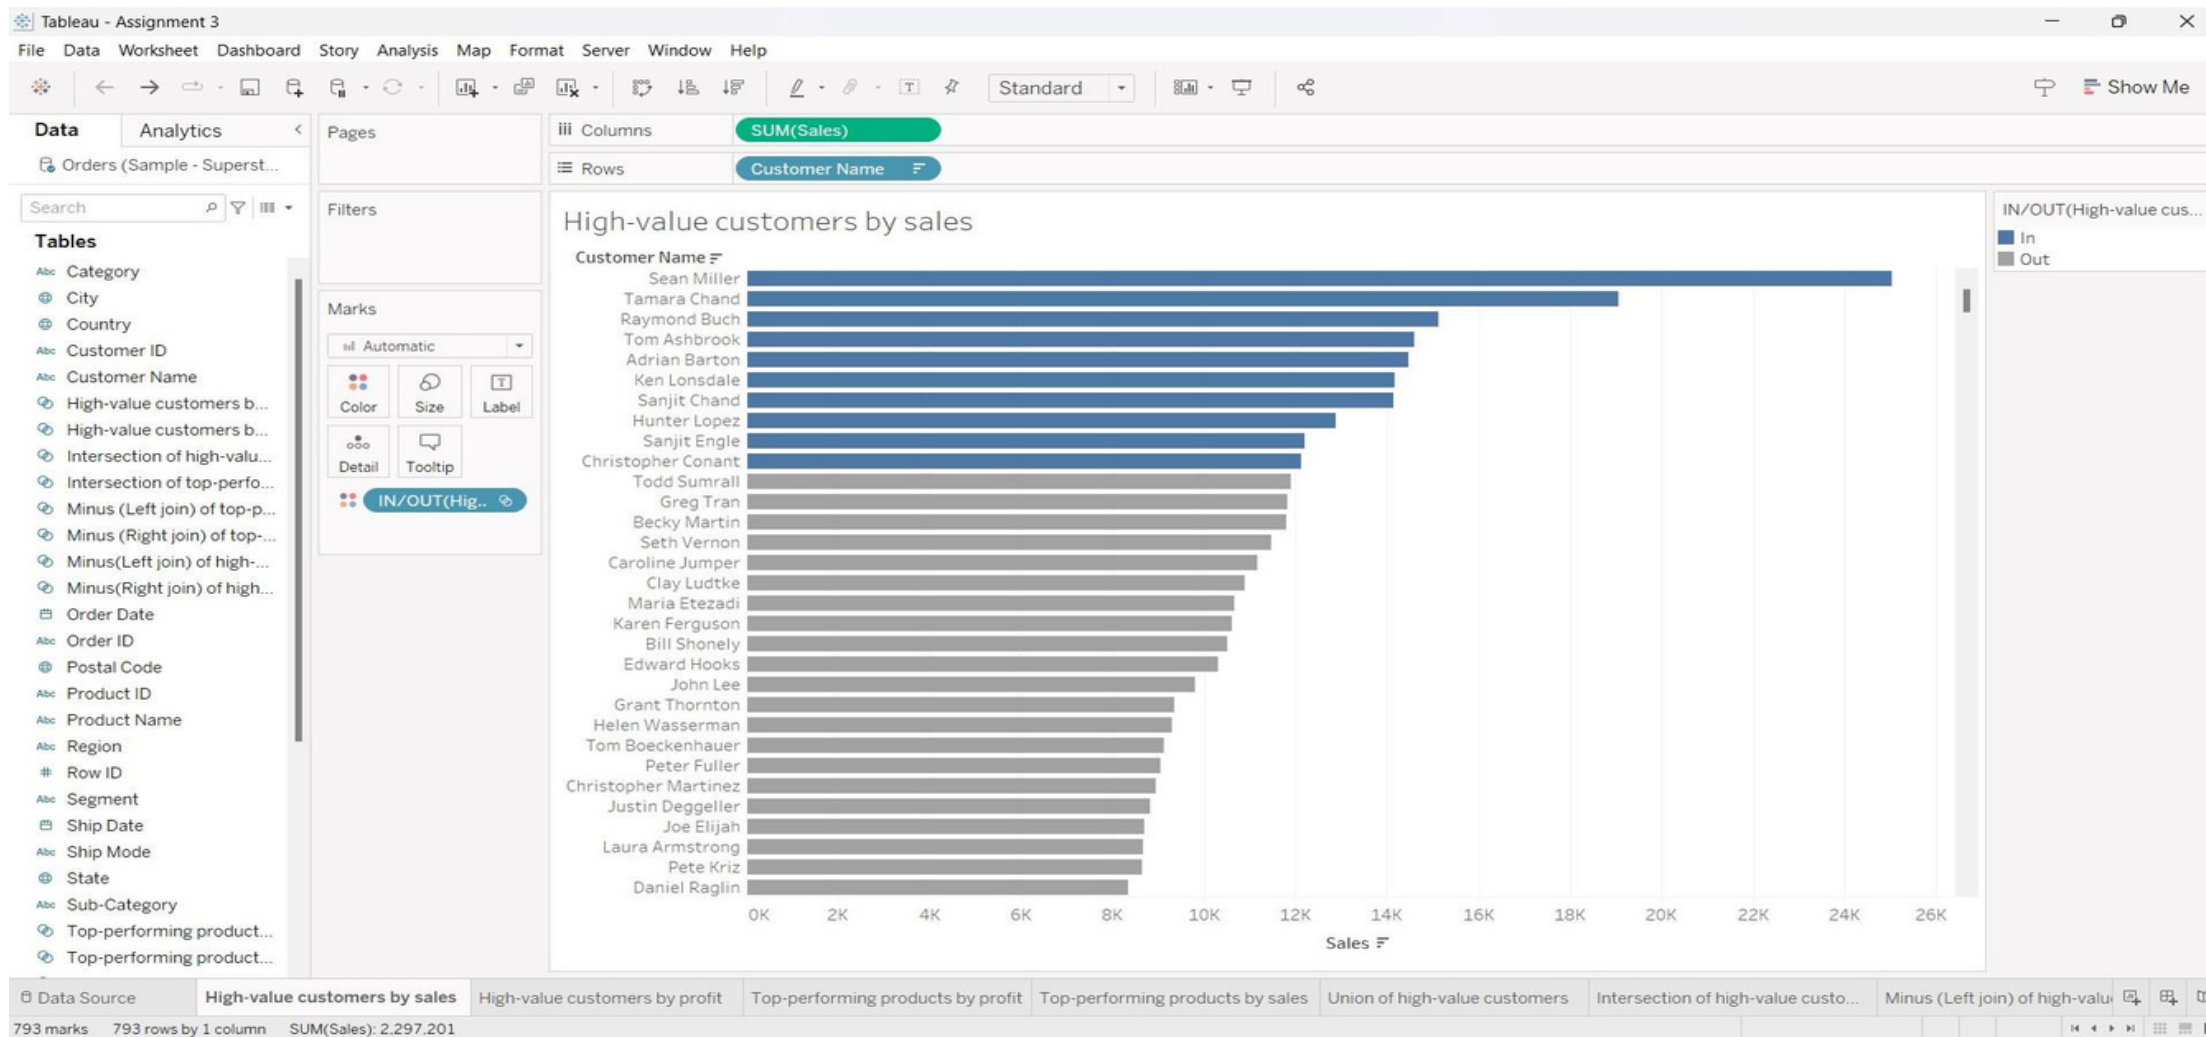 Tableau - Assignment 3
File Data Worksheet Dashboard Story Analysis Map Format Server Window Help
Standard
Show Me
Data Analytics
Orders (Sample - Superst...
Search
Tables
Abc Category
City
Country
Abc Customer ID
Abc Customer Name
High-value customers b...
High-value customers b...
Intersection of high-valu...
Intersection of top-perfo...
Minus (Left join) of top-p...
Minus (Right join) of top-...
Minus(Left join) of high-...
Minus(Right join) of high...
Order Date
Abc Order ID
Postal Code
Abc Product ID
Abc Product Name
Abc Region
# Row ID
Abc Segment
Ship Date
Abc Ship Mode
State
Abc Sub-Category
Top-performing product...
Top-performing product...
Pages
Filters
Marks
Automatic
Color Size Label
Detail Tooltip
IN/OUT(Hig..
iii Columns SUM(Sales)
Rows Customer Name
High-value customers by sales
Customer Name
Sean Miller
Tamara Chand
Raymond Buch
Tom Ashbrook
Adrian Barton
Ken Lonsdale
Sanjit Chand
Hunter Lopez
Sanjit Engle
Christopher Conant
Todd Sumrall
Greg Tran
Becky Martin
Seth Vernon
Caroline Jumper
Clay Ludtke
Maria Etezadi
Karen Ferguson
Bill Shonely
Edward Hooks
John Lee
Grant Thornton
Helen Wasserman
Tom Boeckenhauer
Peter Fuller
Christopher Martinez
Justin Deggeller
Joe Elijah
Laura Armstrong
Pete Kriz
Daniel Raglin
0K 2K 4K 6K 8K 10K 12K 14K 16K 18K 20K 22K 24K 26K
Sales
IN/OUT(High-value cus...
In
Out
Data Source High-value customers by sales High-value customers by profit Top-performing products by profit Top-performing products by sales Union of high-value customers Intersection of high-value custo... Minus (Left join) of high-valu
793 marks 793 rows by 1 column SUM(Sales): 2,297,201